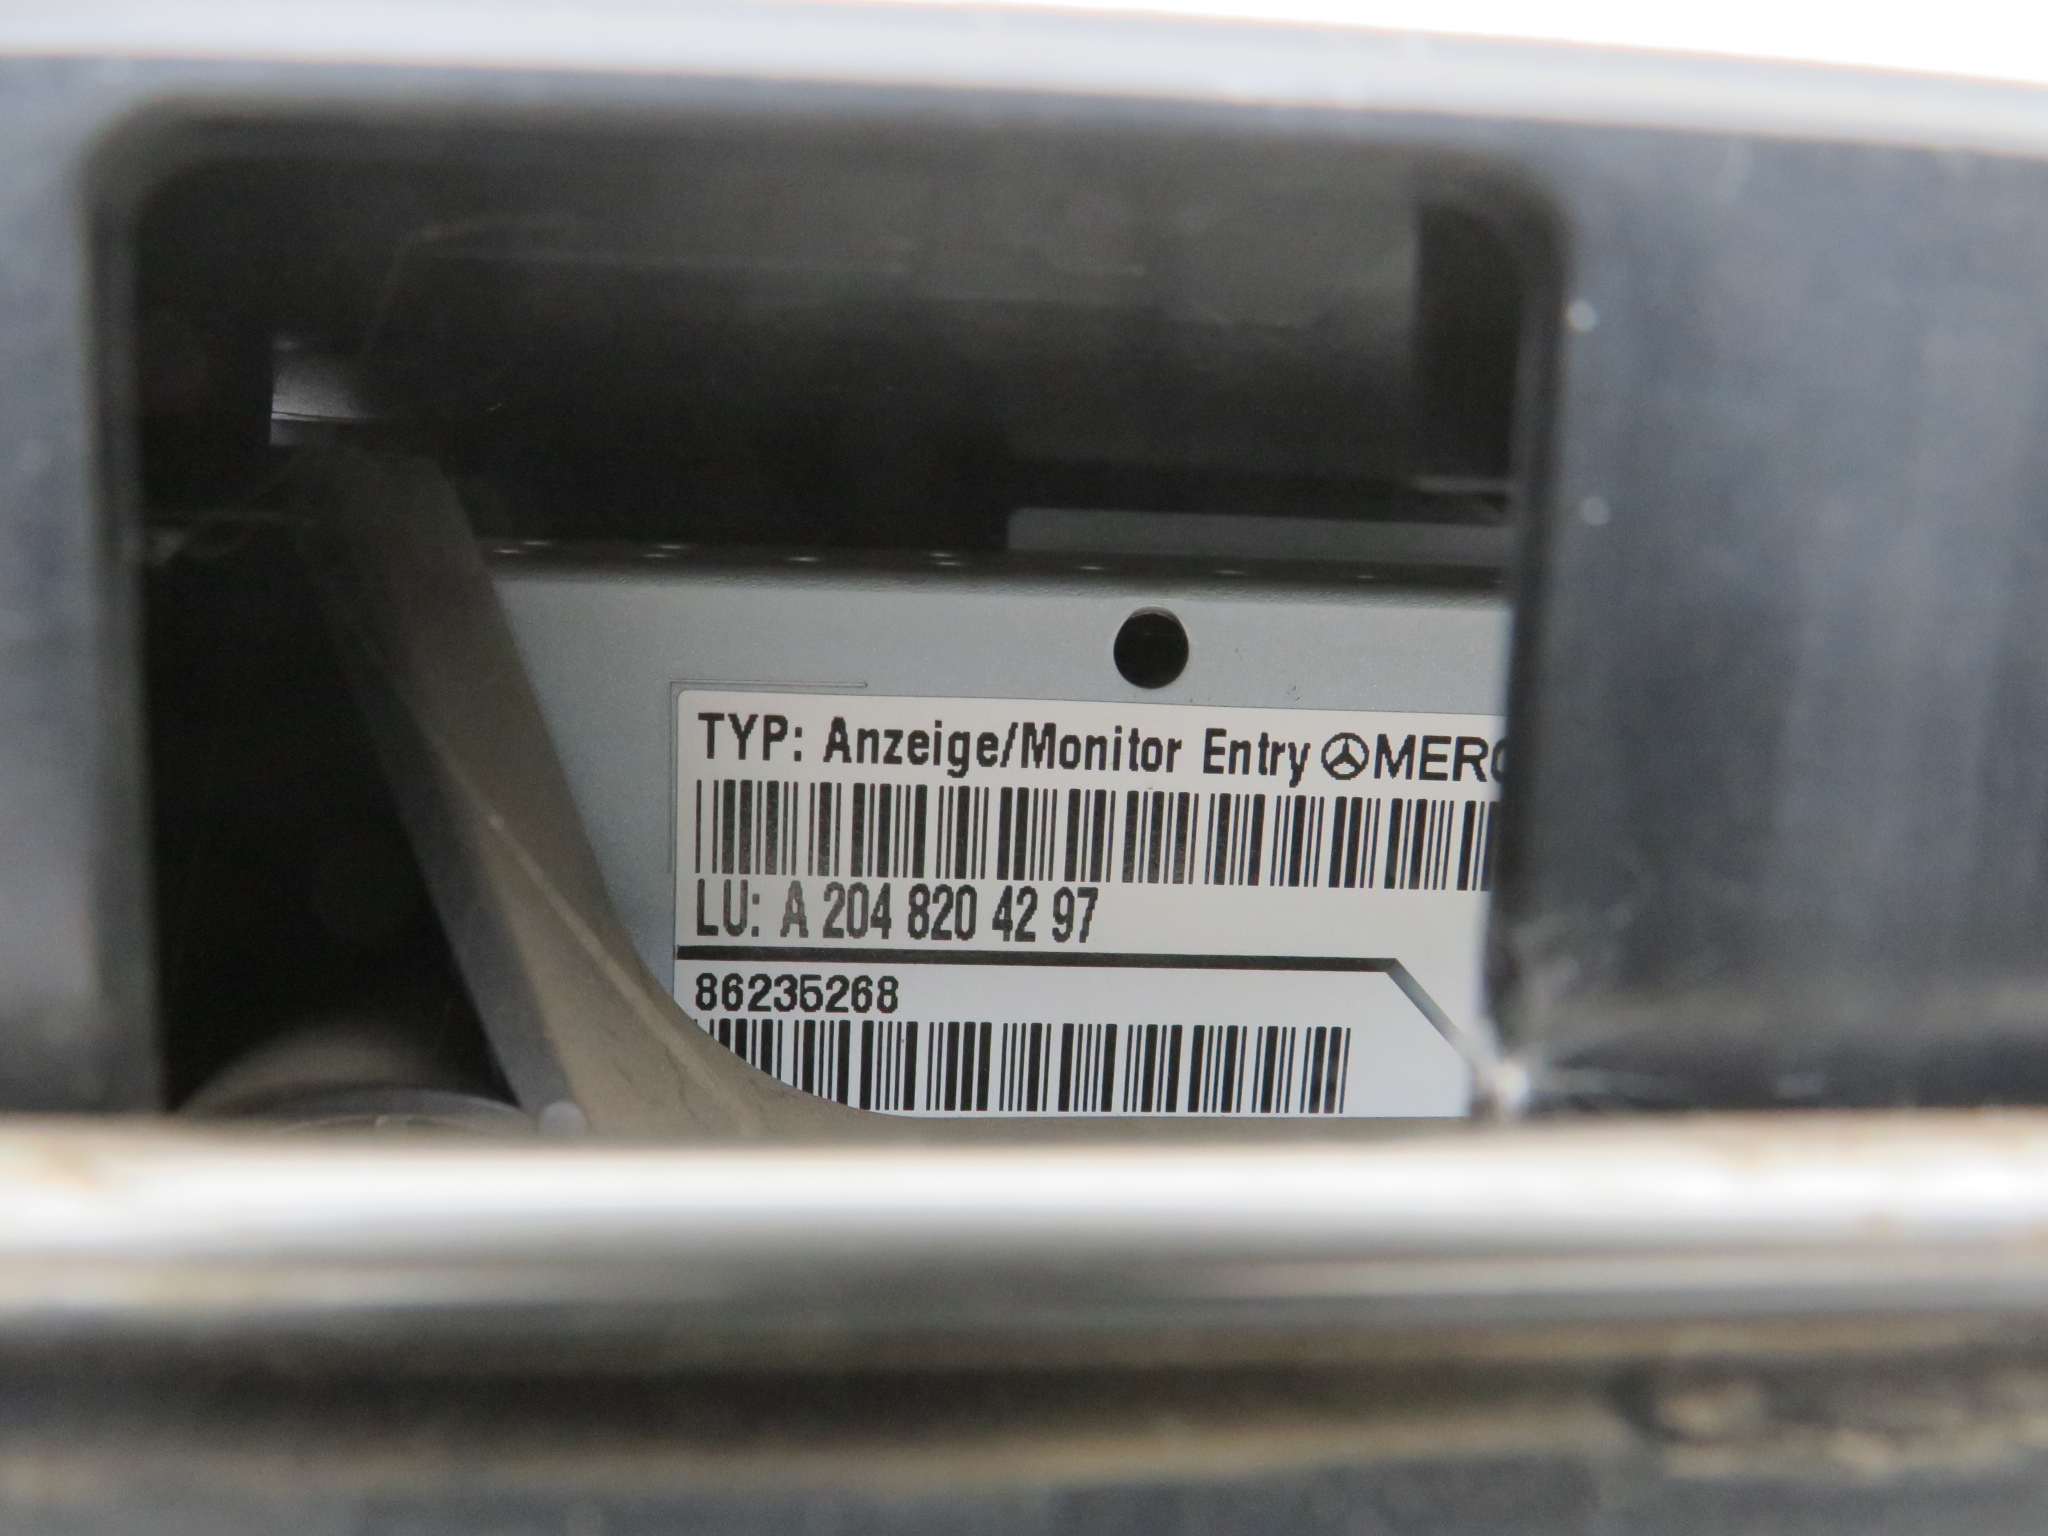 TYP: Anzeige/Monitor Entry MERC
LU: A 204 820 42 97
86235268